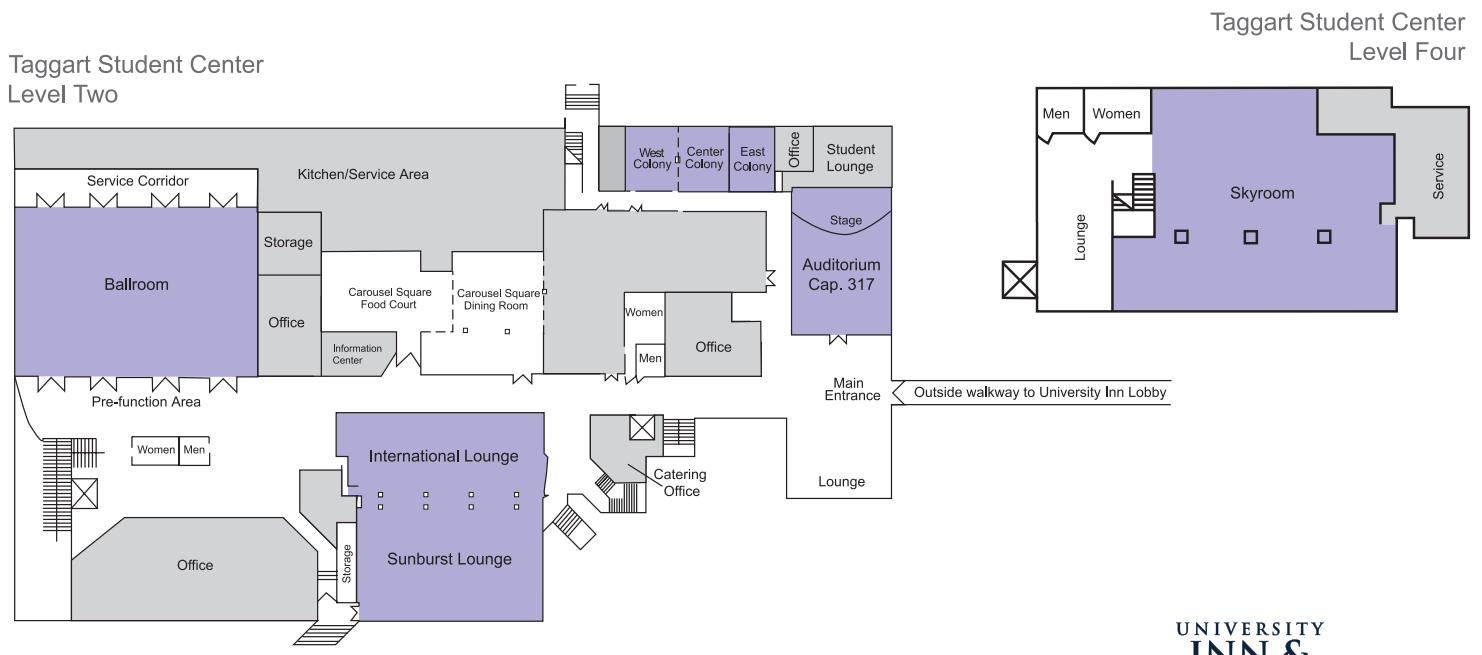 Taggart Student Center
Level Two
Taggart Student Center
Level Four
Service Corridor
Kitchen/Service Area
West
Colony
Center
Colony
East
Colony
Office
Student
Lounge
Men
Women
Skyroom
Service
Lounge
Storage
Stage
Ballroom
Carousel Square
Food Court
Carousel Square
Dining Room
Auditorium
Cap. 317
Office
Information
Center
Women
Men
Office
Pre-function Area
Main
Entrance
Outside walkway to University Inn Lobby
Women
Men
International Lounge
Catering
Office
Lounge
Office
Storage
Sunburst Lounge
UNIVERSITY
INN &